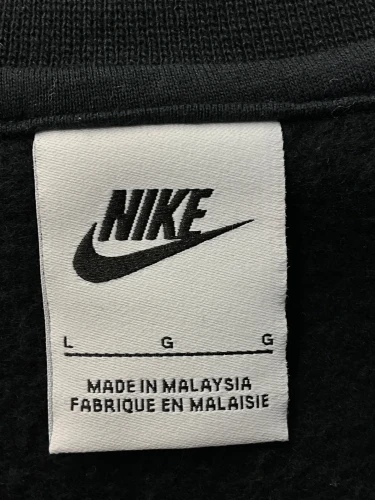 NIKE
L G G
MADE IN MALAYSIA
FABRIQUE EN MALAISIE